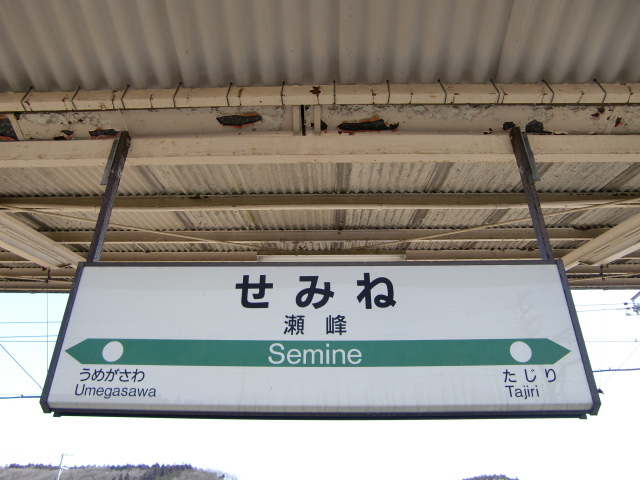 せみね
瀬峰
Semine
うめがさわ
Umegasawa
たじり
Tajiri